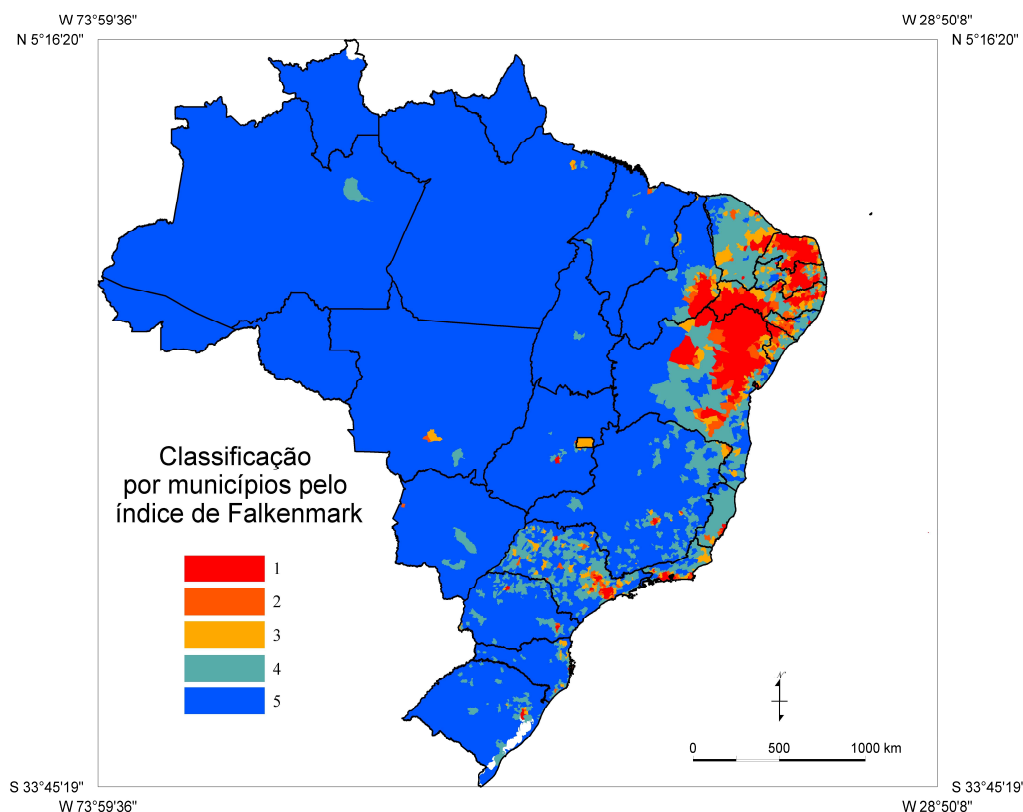 W 73°59'36"
W 28°50'8"
N 5°16'20"
N 5°16'20"
Classificação
por municípios pelo
índice de Falkenmark
1
2
3
4
5
N
0 500 1000 km
S 33°45'19"
S 33°45'19"
W 73°59'36"
W 28°50'8"